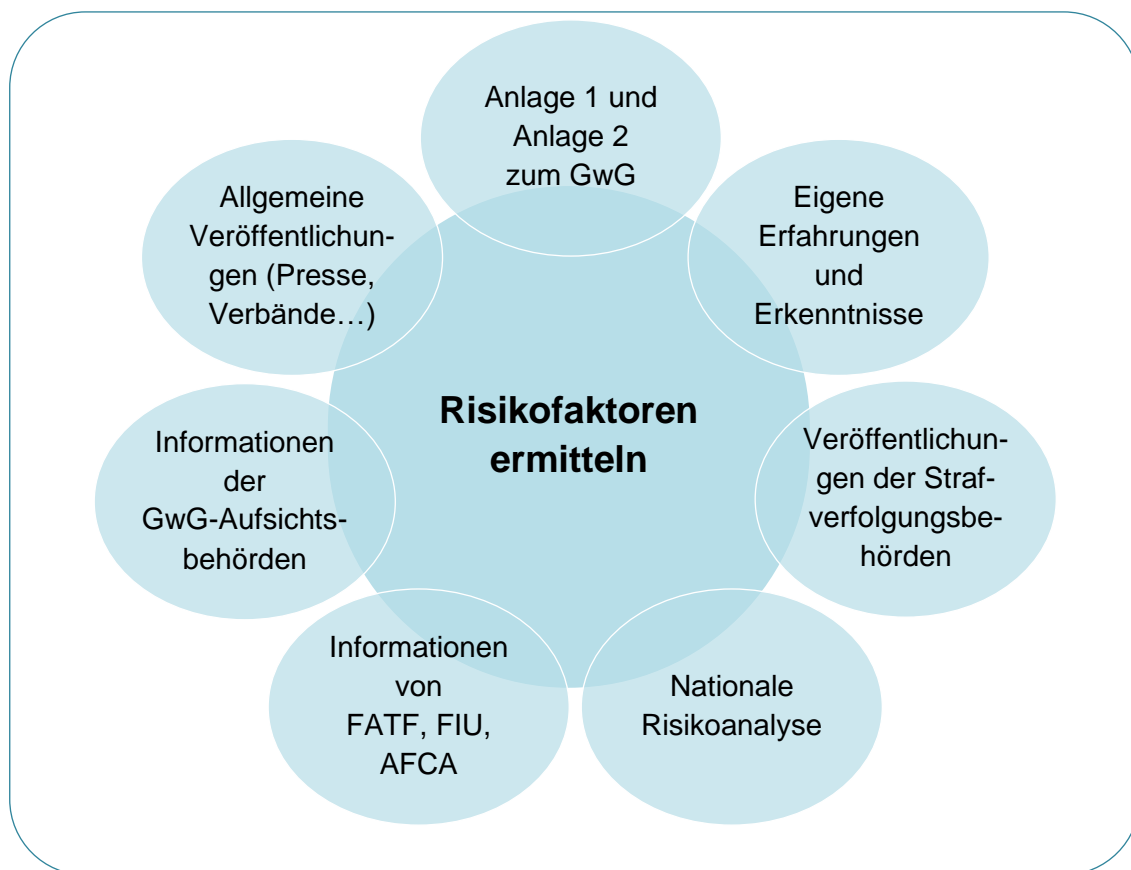 Anlage 1 und
Anlage 2
zum GwG
Eigene
Erfahrungen
und
Erkenntnisse
Veröffentlichun-
gen der Straf-
verfolgungsbe-
hörden
Nationale
Risikoanalyse
Informationen
von
FATF, FIU,
AFCA
Informationen
der
GwG-Aufsichts-
behörden
Allgemeine
Veröffentlichun-
gen (Presse,
Verbände…)
Risikofaktoren
ermitteln